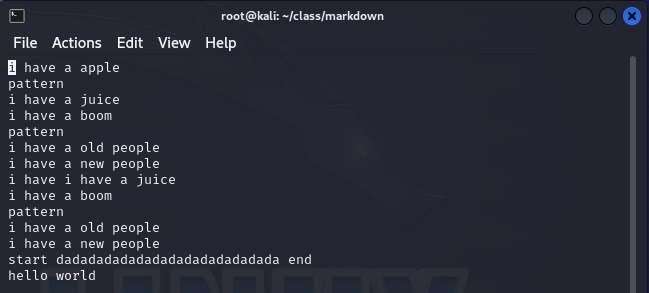 root@kali: ~/class/markdown
File Actions Edit View Help
i have a apple
pattern
i have a juice
i have a boom
pattern
i have a old people
i have a new people
i have i have a juice
i have a boom
pattern
i have a old people
i have a new people
start dadadadadadadadadadadadadada end
hello world